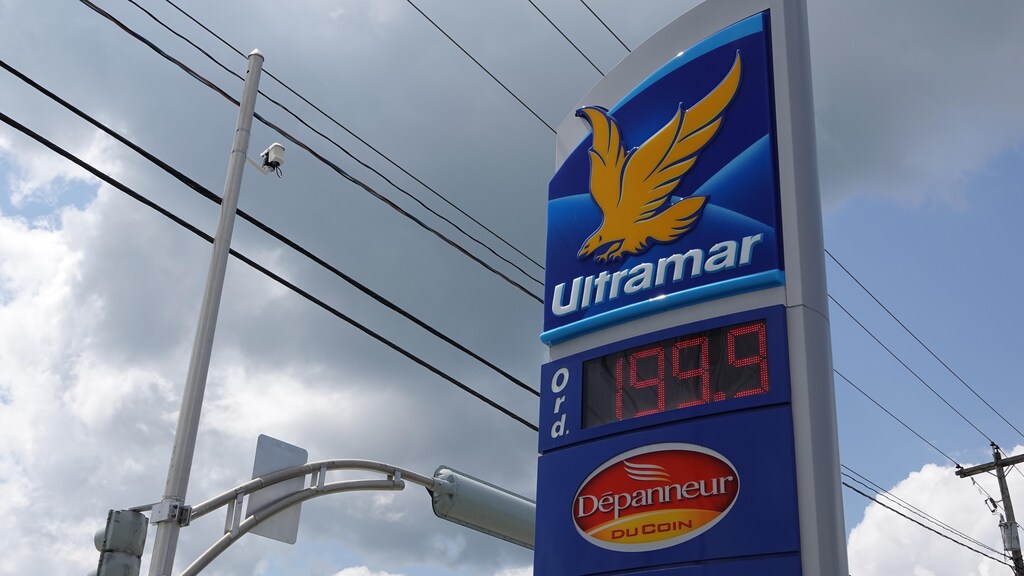 Ultramar
Ord.
199.9
Dépanneur
DU COIN